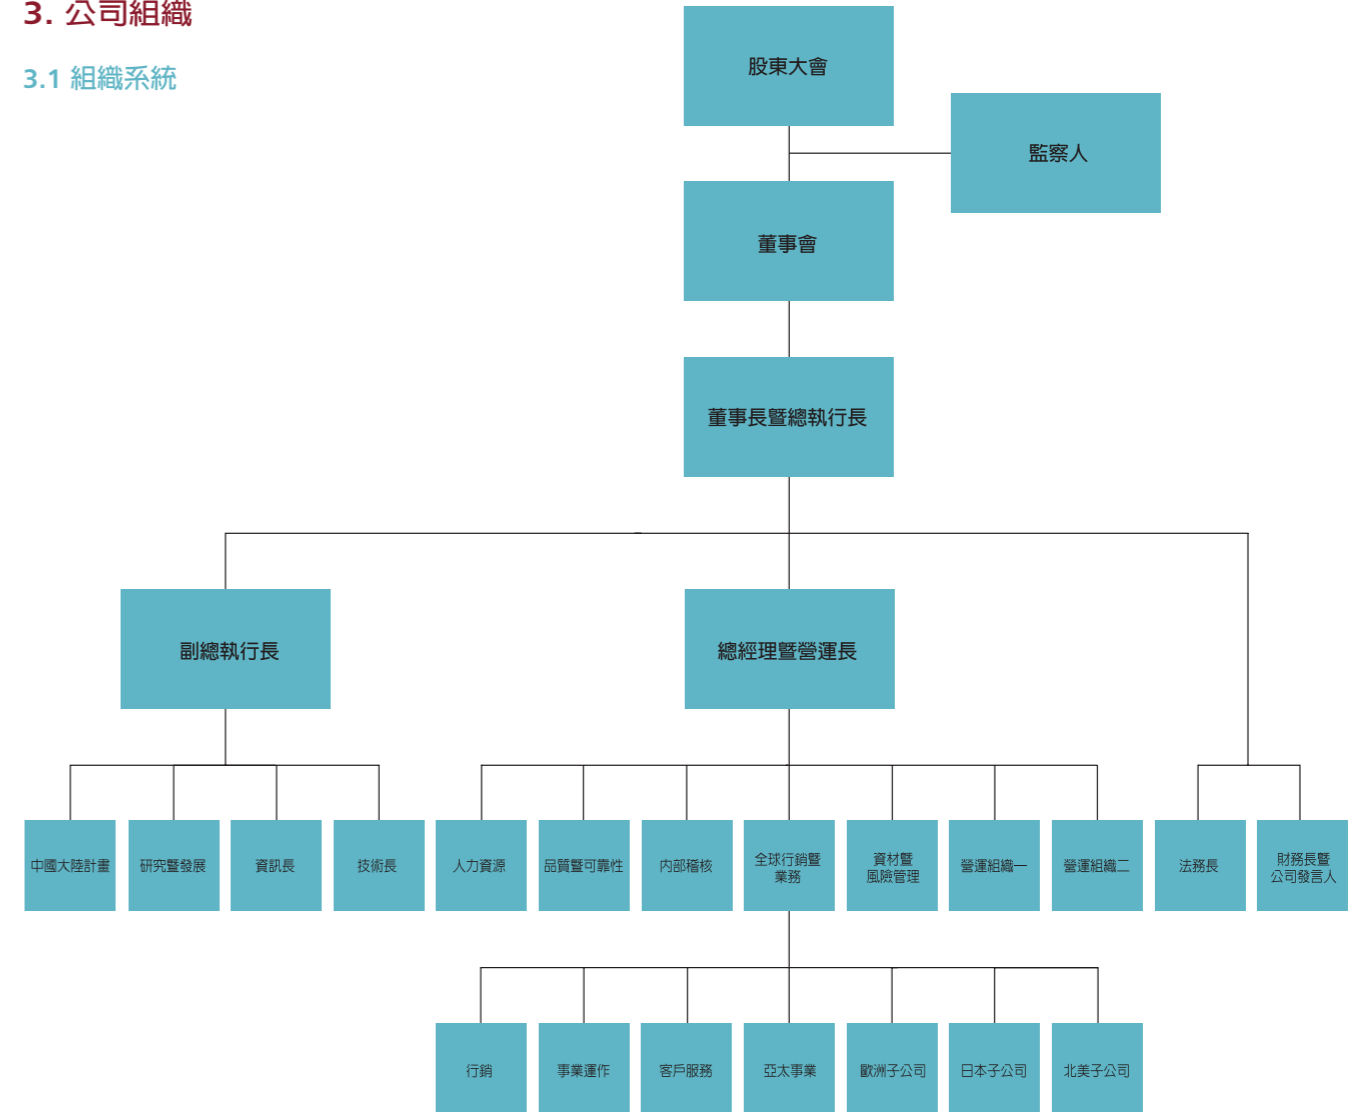 3. 公司組織
3.1 組織系統
股東大會
監察人
董事會
董事長暨總執行長
副總執行長
總經理暨營運長
中國大陸計畫
研究暨發展
資訊長
技術長
人力資源
品質暨可靠性
內部稽核
全球行銷暨
業務
資材暨
風險管理
營運組織一
營運組織二
法務長
財務長暨
公司發言人
行銷
事業運作
客戶服務
亞太事業
歐洲子公司
日本子公司
北美子公司